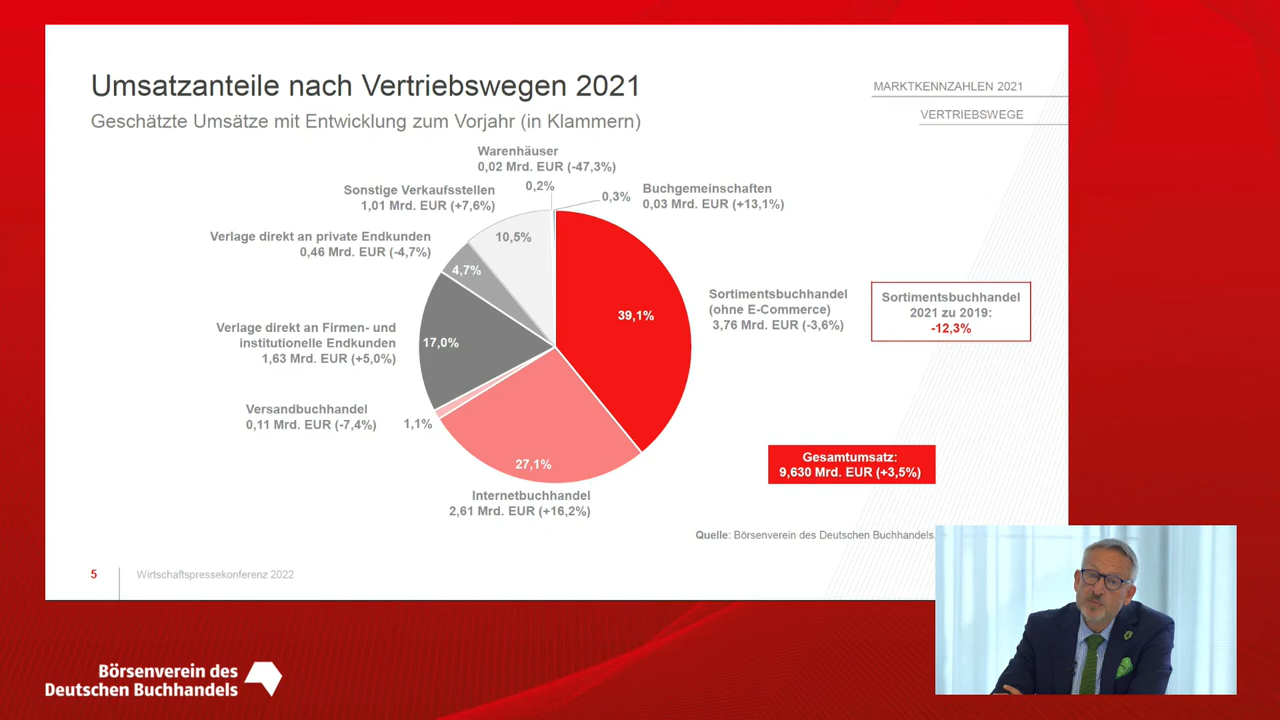 Umsatzanteile nach Vertriebswegen 2021
Geschätzte Umsätze mit Entwicklung zum Vorjahr (in Klammern)
MARKTKENNZAHLEN 2021
VERTRIEBSWEGE
Warenhäuser
0,02 Mrd. EUR (-47,3%)
0,2%
Sonstige Verkaufsstellen
1,01 Mrd. EUR (+7,6%)
0,3%
Buchgemeinschaften
0,03 Mrd. EUR (+13,1%)
Verlage direkt an private Endkunden
0,46 Mrd. EUR (-4,7%)
10,5%
4,7%
39,1%
Sortimentsbuchhandel
(ohne E-Commerce)
3,76 Mrd. EUR (-3,6%)
Sortimentsbuchhandel
2021 zu 2019:
-12,3%
Verlage direkt an Firmen- und
institutionelle Endkunden
1,63 Mrd. EUR (+5,0%)
17,0%
Versandbuchhandel
0,11 Mrd. EUR (-7,4%)
1,1%
27,1%
Internetbuchhandel
2,61 Mrd. EUR (+16,2%)
Gesamtumsatz:
9,630 Mrd. EUR (+3,5%)
Quelle: Börsenverein des Deutschen Buchhandels
5
Wirtschaftspressekonferenz 2022
Börsenverein des
Deutschen Buchhandels